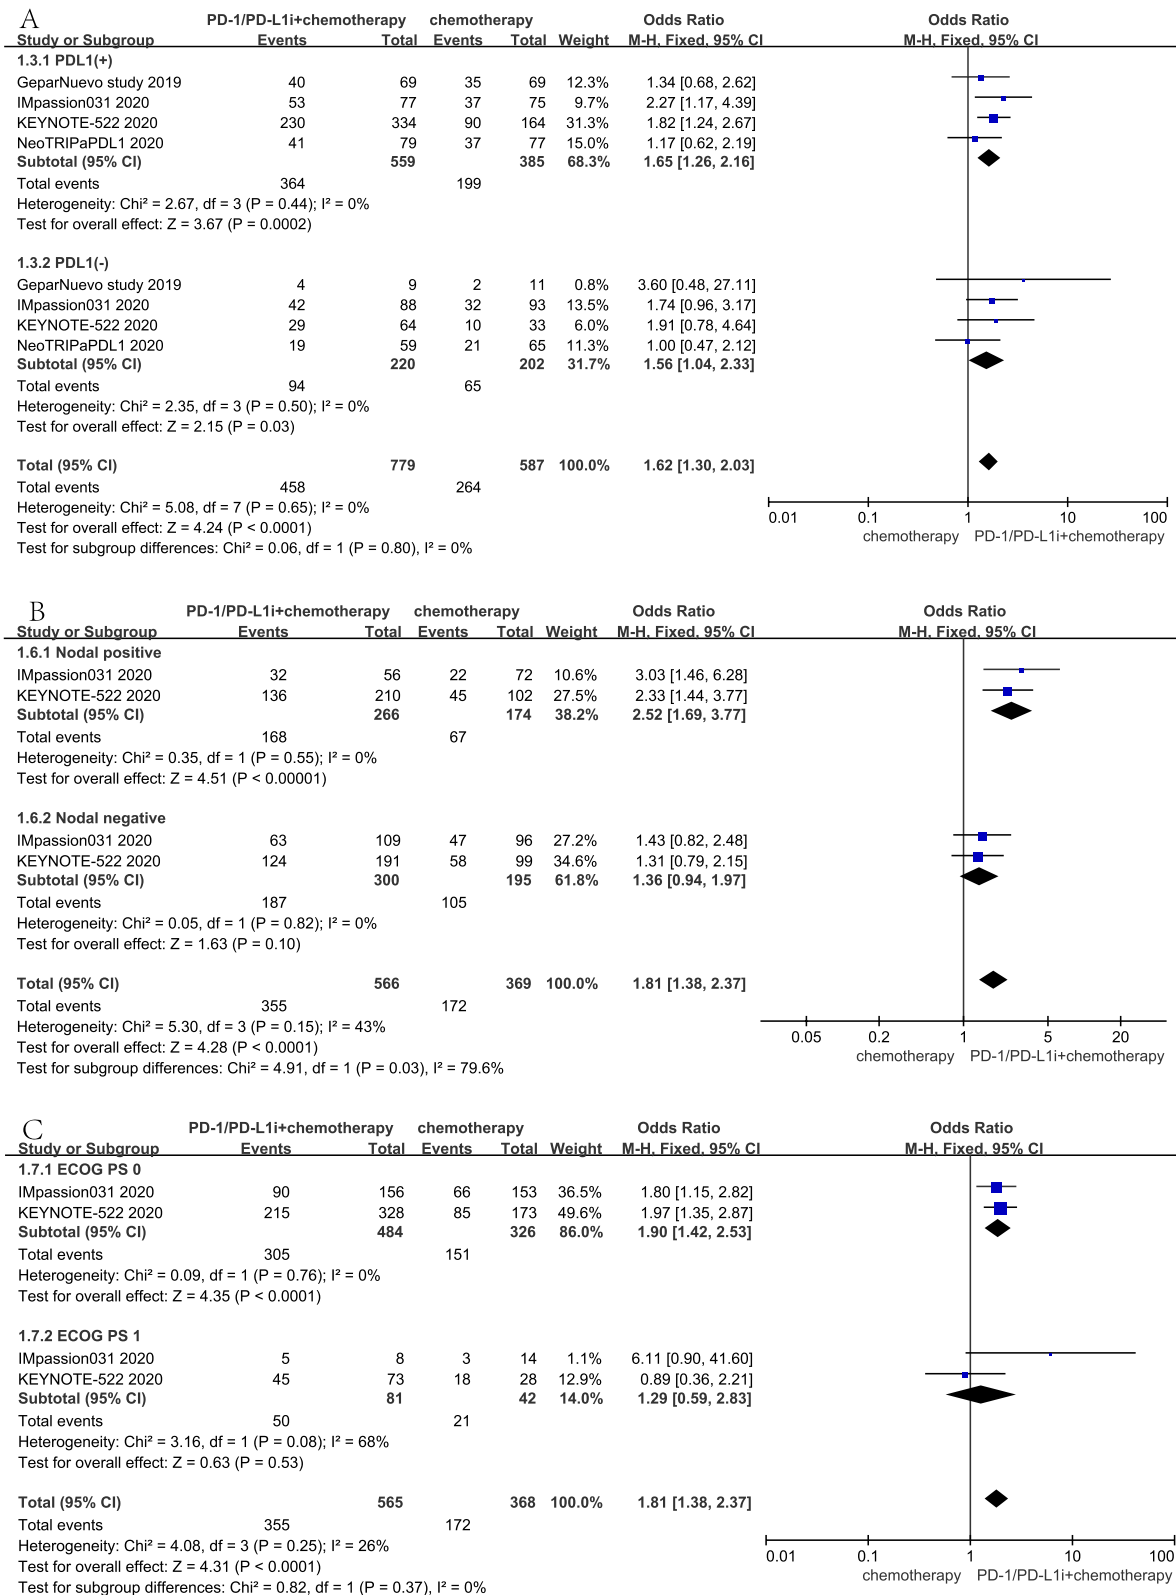 A
PD-1/PD-L1i+chemotherapy chemotherapy Odds Ratio Odds Ratio
Study or Subgroup Events Total Events Total Weight M-H, Fixed, 95% CI M-H, Fixed, 95% CI
1.3.1 PDL1(+)
GeparNuevo study 2019 40 69 35 69 12.3% 1.34 [0.68, 2.62]
IMpassion031 2020 53 77 37 75 9.7% 2.27 [1.17, 4.39]
KEYNOTE-522 2020 230 334 90 164 31.3% 1.82 [1.24, 2.67]
NeoTRIPaPDL1 2020 41 79 37 77 15.0% 1.17 [0.62, 2.19]
Subtotal (95% CI) 559 385 68.3% 1.65 [1.26, 2.16]
Total events 364 199
Heterogeneity: Chi² = 2.67, df = 3 (P = 0.44); I² = 0%
Test for overall effect: Z = 3.67 (P = 0.0002)
1.3.2 PDL1(-)
GeparNuevo study 2019 4 9 2 11 0.8% 3.60 [0.48, 27.11]
IMpassion031 2020 42 88 32 93 13.5% 1.74 [0.96, 3.17]
KEYNOTE-522 2020 29 64 10 33 6.0% 1.91 [0.78, 4.64]
NeoTRIPaPDL1 2020 19 59 21 65 11.3% 1.00 [0.47, 2.12]
Subtotal (95% CI) 220 202 31.7% 1.56 [1.04, 2.33]
Total events 94 65
Heterogeneity: Chi² = 2.35, df = 3 (P = 0.50); I² = 0%
Test for overall effect: Z = 2.15 (P = 0.03)
Total (95% CI) 779 587 100.0% 1.62 [1.30, 2.03]
Total events 458 264
Heterogeneity: Chi² = 5.08, df = 7 (P = 0.65); I² = 0%
Test for overall effect: Z = 4.24 (P < 0.0001)
Test for subgroup differences: Chi² = 0.06, df = 1 (P = 0.80), I² = 0%
0.01 0.1 1 10 100
chemotherapy PD-1/PD-L1i+chemotherapy
B
PD-1/PD-L1i+chemotherapy chemotherapy Odds Ratio Odds Ratio
Study or Subgroup Events Total Events Total Weight M-H, Fixed, 95% CI M-H, Fixed, 95% CI
1.6.1 Nodal positive
IMpassion031 2020 32 56 22 72 10.6% 3.03 [1.46, 6.28]
KEYNOTE-522 2020 136 210 45 102 27.5% 2.33 [1.44, 3.77]
Subtotal (95% CI) 266 174 38.2% 2.52 [1.69, 3.77]
Total events 168 67
Heterogeneity: Chi² = 0.35, df = 1 (P = 0.55); I² = 0%
Test for overall effect: Z = 4.51 (P < 0.00001)
1.6.2 Nodal negative
IMpassion031 2020 63 109 47 96 27.2% 1.43 [0.82, 2.48]
KEYNOTE-522 2020 124 191 58 99 34.6% 1.31 [0.79, 2.15]
Subtotal (95% CI) 300 195 61.8% 1.36 [0.94, 1.97]
Total events 187 105
Heterogeneity: Chi² = 0.05, df = 1 (P = 0.82); I² = 0%
Test for overall effect: Z = 1.63 (P = 0.10)
Total (95% CI) 566 369 100.0% 1.81 [1.38, 2.37]
Total events 355 172
Heterogeneity: Chi² = 5.30, df = 3 (P = 0.15); I² = 43%
Test for overall effect: Z = 4.28 (P < 0.0001)
Test for subgroup differences: Chi² = 4.91, df = 1 (P = 0.03), I² = 79.6%
0.05 0.2 1 5 20
chemotherapy PD-1/PD-L1i+chemotherapy
C
PD-1/PD-L1i+chemotherapy chemotherapy Odds Ratio Odds Ratio
Study or Subgroup Events Total Events Total Weight M-H, Fixed, 95% CI M-H, Fixed, 95% CI
1.7.1 ECOG PS 0
IMpassion031 2020 90 156 66 153 36.5% 1.80 [1.15, 2.82]
KEYNOTE-522 2020 215 328 85 173 49.6% 1.97 [1.35, 2.87]
Subtotal (95% CI) 484 326 86.0% 1.90 [1.42, 2.53]
Total events 305 151
Heterogeneity: Chi² = 0.09, df = 1 (P = 0.76); I² = 0%
Test for overall effect: Z = 4.35 (P < 0.0001)
1.7.2 ECOG PS 1
IMpassion031 2020 5 8 3 14 1.1% 6.11 [0.90, 41.60]
KEYNOTE-522 2020 45 73 18 28 12.9% 0.89 [0.36, 2.21]
Subtotal (95% CI) 81 42 14.0% 1.29 [0.59, 2.83]
Total events 50 21
Heterogeneity: Chi² = 3.16, df = 1 (P = 0.08); I² = 68%
Test for overall effect: Z = 0.63 (P = 0.53)
Total (95% CI) 565 368 100.0% 1.81 [1.38, 2.37]
Total events 355 172
Heterogeneity: Chi² = 4.08, df = 3 (P = 0.25); I² = 26%
Test for overall effect: Z = 4.31 (P < 0.0001)
Test for subgroup differences: Chi² = 0.82, df = 1 (P = 0.37), I² = 0%
0.01 0.1 1 10 100
chemotherapy PD-1/PD-L1i+chemotherapy